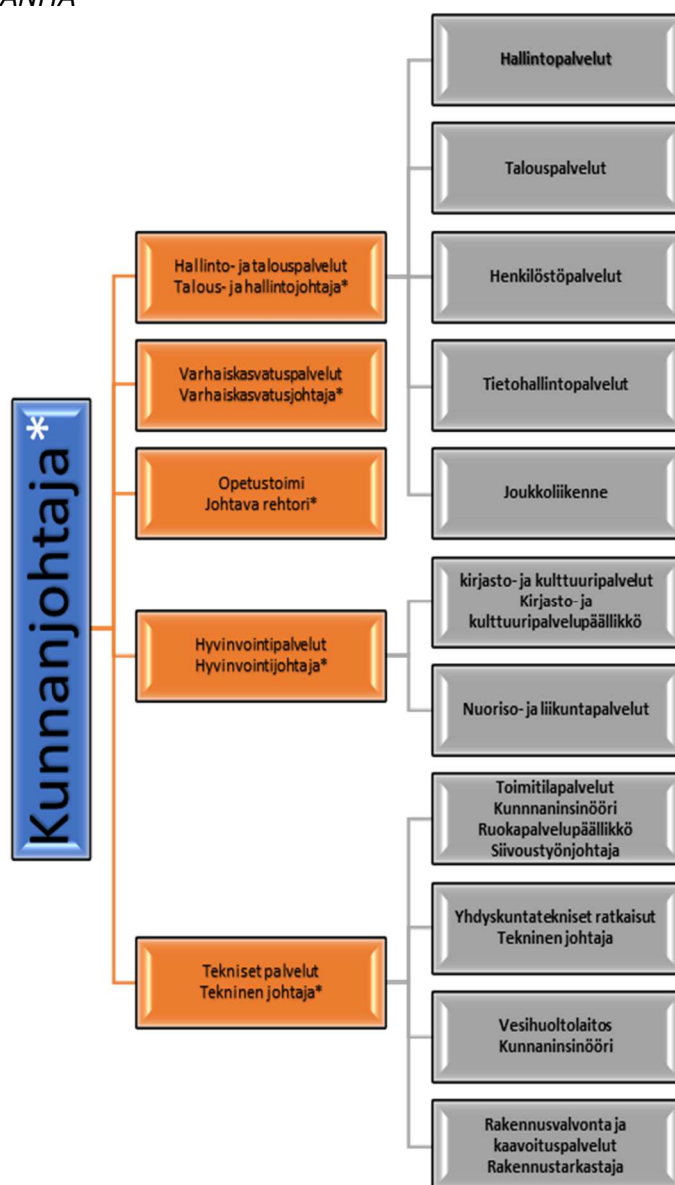 Kunnanjohtaja*
Hallinto- ja talouspalvelut
Talous- ja hallintojohtaja*
Hallintopalvelut
Talouspalvelut
Henkilöstöpalvelut
Tietohallintopalvelut
Joukkoliikenne
Varhaiskasvatuspalvelut
Varhaiskasvatusjohtaja*
Opetustoimi
Johtava rehtori*
Hyvinvointipalvelut
Hyvinvointijohtaja*
kirjasto- ja kulttuuripalvelut
Kirjasto- ja
kulttuuripalvelupäällikkö
Nuoriso- ja liikuntapalvelut
Tekniset palvelut
Tekninen johtaja*
Toimitilapalvelut
Kunnnaninsinööri
Ruokapalvelupäällikkö
Siivoustyönjohtaja
Yhdyskuntatekniset ratkaisut
Tekninen johtaja
Vesihuoltolaitos
Kunnaninsinööri
Rakennusvalvonta ja
kaavoituspalvelut
Rakennustarkastaja